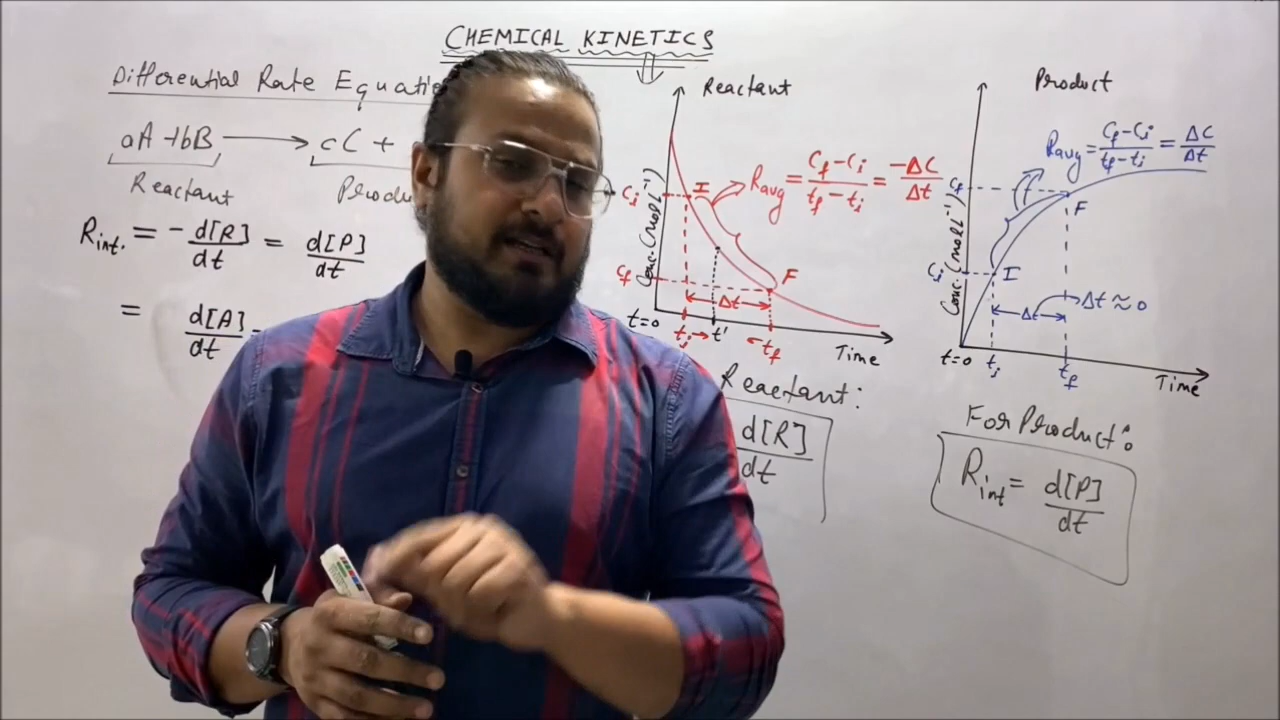 CHEMICAL KINETICS
Differential Rate Equatio
aA + bB → cC +
Reactant
Produ
R_int. = - d[R]/dt = d[P]/dt
= d[A]/dt =
Reactant
R_avg = C_f - C_i / t_f - t_i = -ΔC/Δt
C_i
I
Conc. (mol L⁻¹)
C_f
F
Δt
t=0
t_i → t' ← t_f
Time
Reactant:
d[R]/dt
Product
R_avg = C_f - C_i / t_f - t_i = ΔC/Δt
C_f
F
Conc. (mol L⁻¹)
C_i
I
Δt → Δt ≈ 0
t=0
t_i
t_f
Time
For Product:
R_int = d[P]/dt